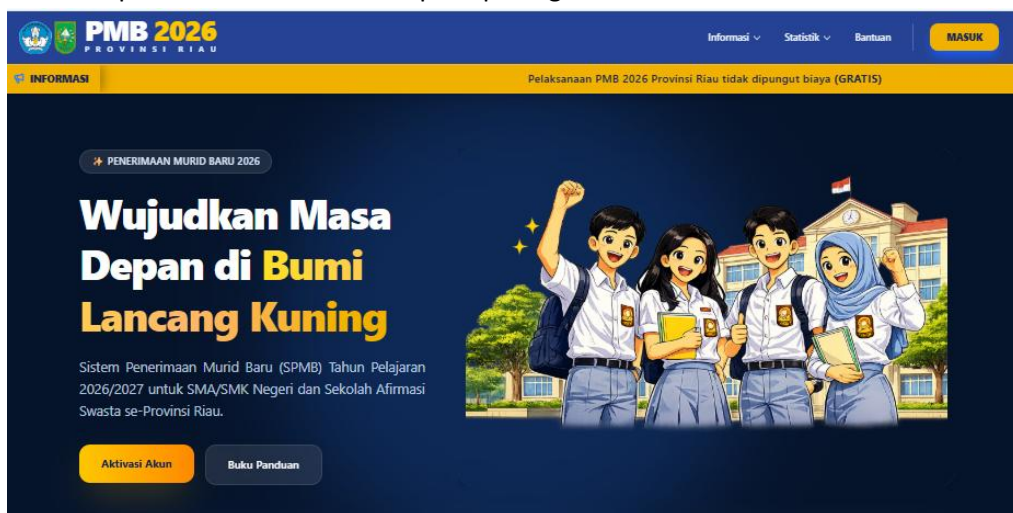 PMB 2026
PROVINSI RIAU
Informasi
Statistik
Bantuan
MASUK
INFORMASI
Pelaksanaan PMB 2026 Provinsi Riau tidak dipungut biaya (GRATIS)
PENERIMAAN MURID BARU 2026
Wujudkan Masa
Depan di Bumi
Lancang Kuning
Sistem Penerimaan Murid Baru (SPMB) Tahun Pelajaran
2026/2027 untuk SMA/SMK Negeri dan Sekolah Afirmasi
Swasta se-Provinsi Riau.
Aktivasi Akun
Buku Panduan